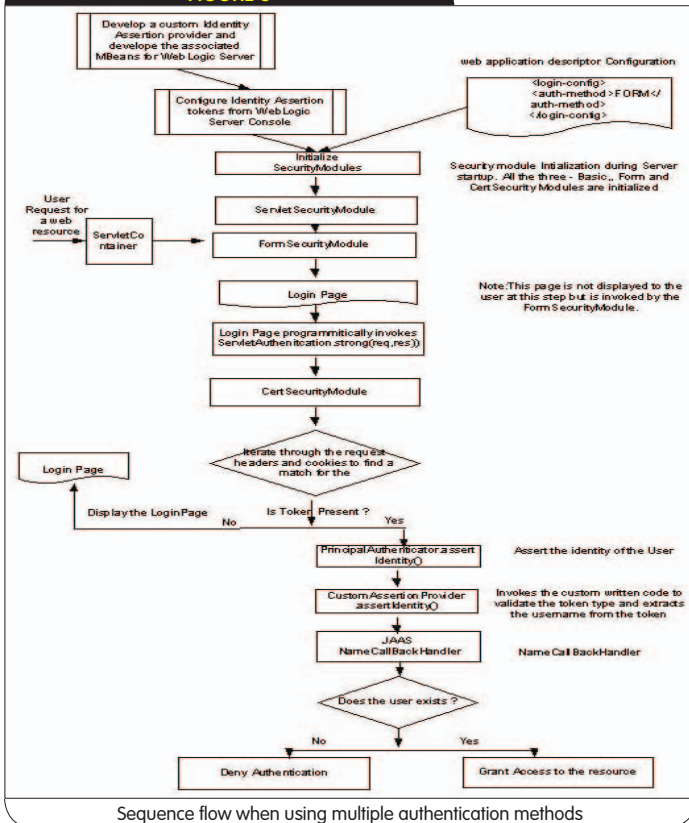 Develop a custom Iddentity
Assertion provider and
develope the associated
MBeans for Web Logic Server
web application descriptor Configuration
<login-config>
<auth-method>FORM</
auth-method>
</login-config>
Configure Identity Assertion
tokens from WebLogic
Server Console
Initialize
SecurityModules
Security module Intialization during Server
startup. All the three - Basic,, Form and
Cert Security Modules are initialized
ServletSecurityModule
User
Request for
a web
resource
ServletCo
ntainer
FormSecurityModule
Login Page
Note:This page is not displayed to the
user at this step but is invoked by the
FormSecurityModule.
Login Page programmitically invokes
ServletAuthenitcation.strong(req,res))
CertSecurityModule
Iterate through the request
headers and cookies to find a
match for the
Login Page
Display the LoginPage
Is Token Present ?
No
Yes
PrincipalAuthenticator.assert
Identity()
Assert the identity of the User
CustomAssertion Provider
.assertIdentity()
Invokes the custom written code to
validate the token type and extracts
the username from the token
JAAS
NameCallBackHandler
NameCallBackHandler
Does the user exists ?
No
Yes
Deny Authentication
Grant Access to the resource
Sequence flow when using multiple authentication methods